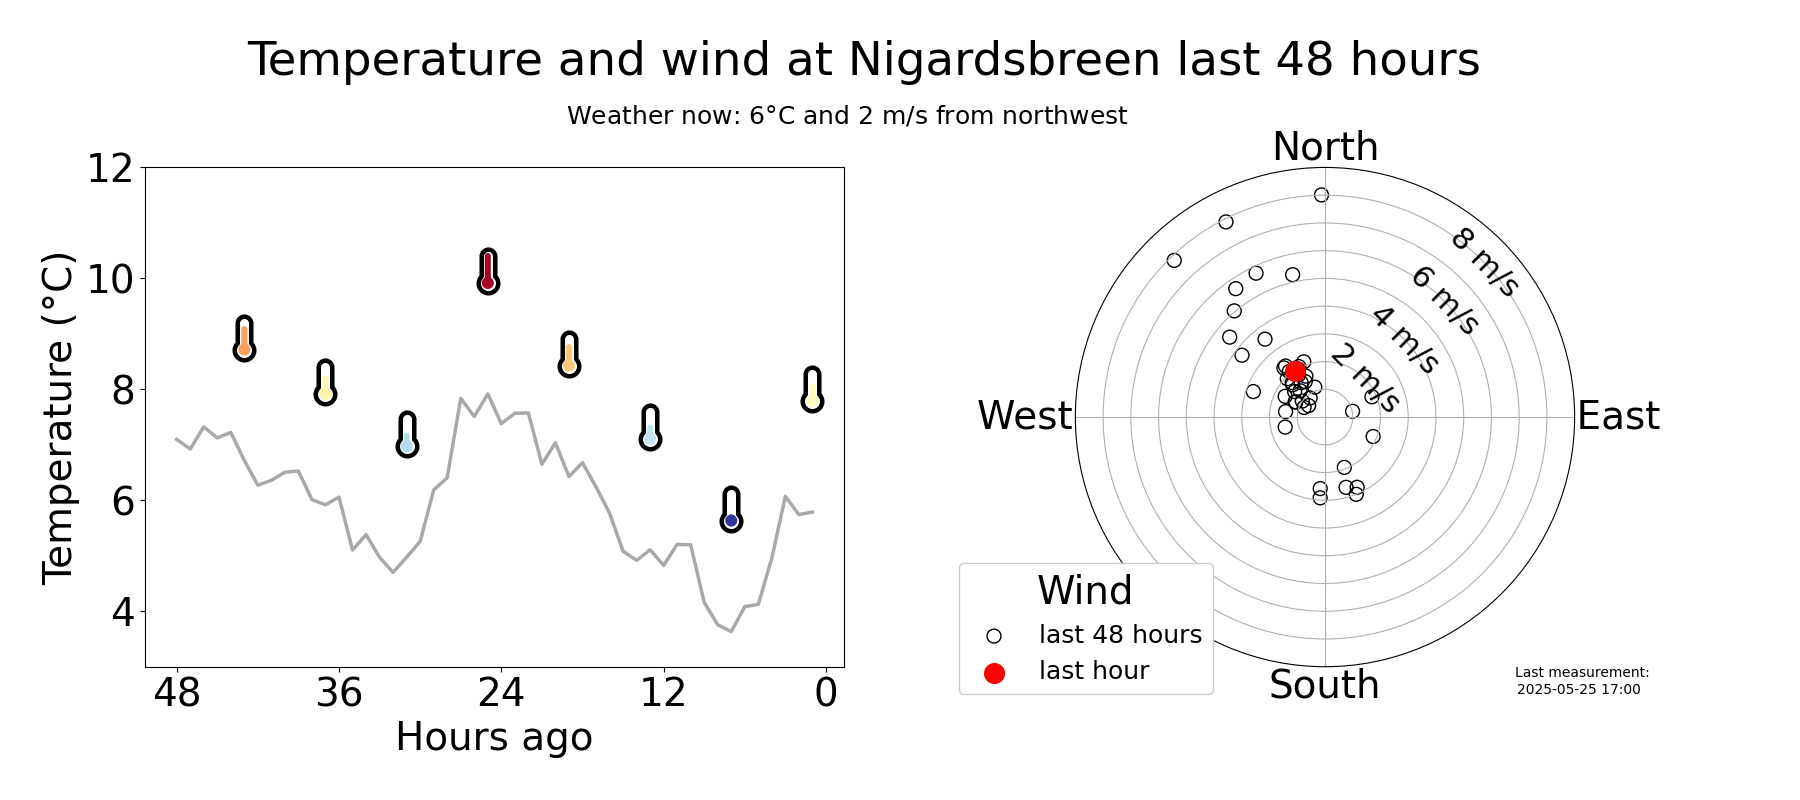 Temperature and wind at Nigardsbreen last 48 hours
Weather now: 6°C and 2 m/s from northwest
12
10
8
6
4
Temperature (°C)
48 36 24 12 0
Hours ago
North
West
East
South
8 m/s
6 m/s
4 m/s
2 m/s
Wind
last 48 hours
last hour
Last measurement:
2025-05-25 17:00